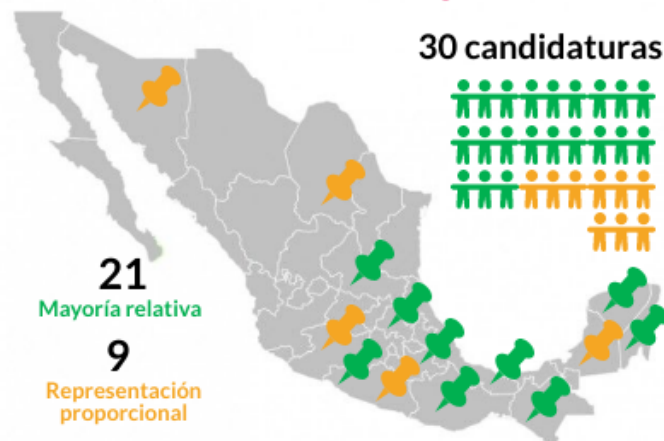 30 candidaturas
21
Mayoría relativa
9
Representación
proporcional